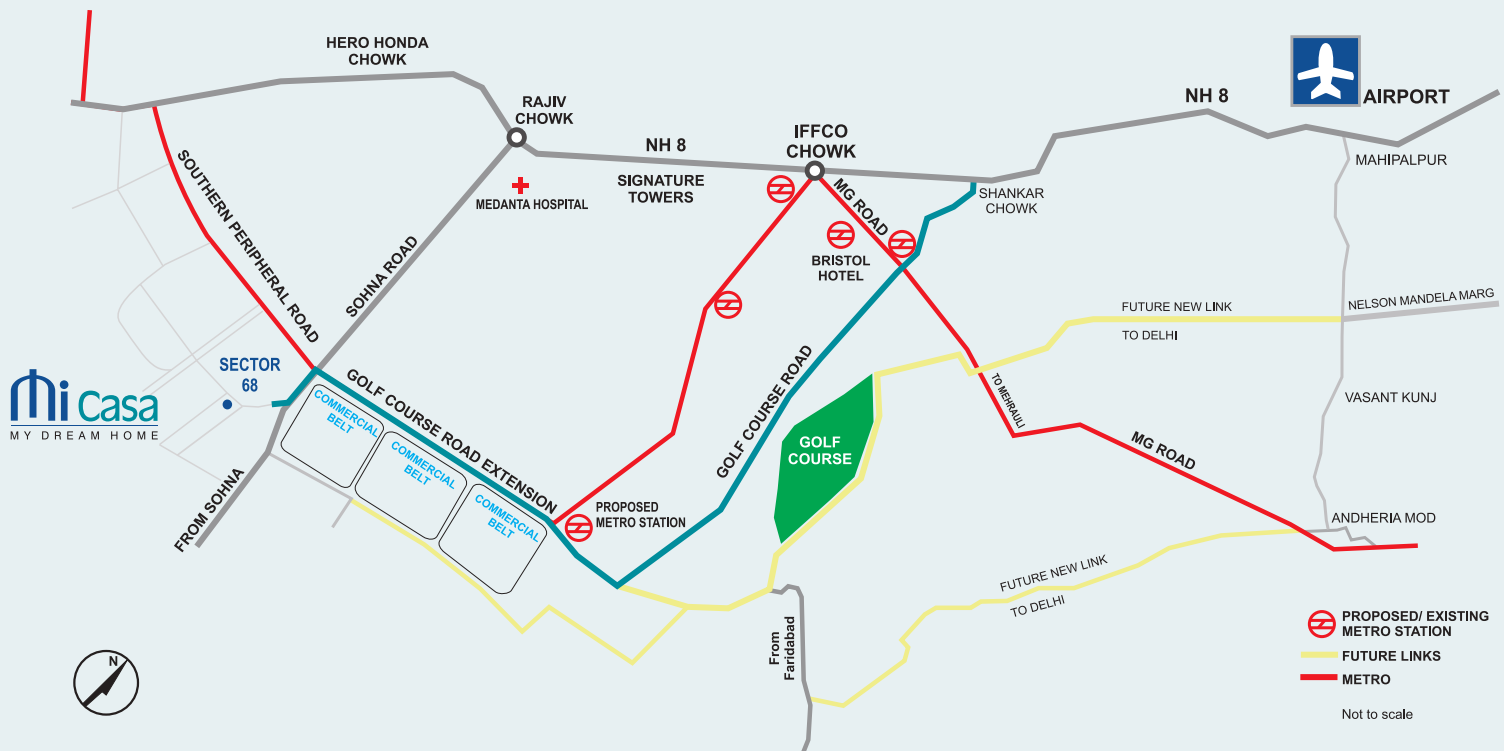 HERO HONDA
CHOWK
RAJIV
CHOWK
NH 8
SIGNATURE
TOWERS
MEDANTA HOSPITAL
IFFCO
CHOWK
MG ROAD
BRISTOL
HOTEL
SHANKAR
CHOWK
NH 8
AIRPORT
MAHIPALPUR
SOUTHERN PERIPHERAL ROAD
SOHNA ROAD
SECTOR
68
mi casa
MY DREAM HOME
FROM SOHNA
GOLF COURSE ROAD EXTENSION
COMMERCIAL
BELT
COMMERCIAL
BELT
COMMERCIAL
BELT
PROPOSED
METRO STATION
GOLF COURSE ROAD
GOLF
COURSE
FUTURE NEW LINK
TO DELHI
NELSON MANDELA MARG
TO MEHRAULI
VASANT KUNJ
MG ROAD
ANDHERIA MOD
FUTURE NEW LINK
TO DELHI
From
Faridabad
N
PROPOSED/ EXISTING
METRO STATION
FUTURE LINKS
METRO
Not to scale